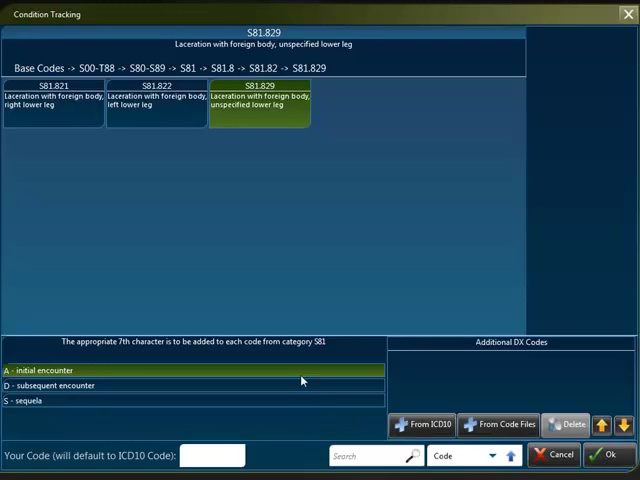 Condition Tracking
S81.829
Laceration with foreign body, unspecified lower leg
Base Codes -> S00-T88 -> S80-S89 -> S81 -> S81.8 -> S81.82 -> S81.829
S81.821
Laceration with foreign body,
right lower leg
S81.822
Laceration with foreign body,
left lower leg
S81.829
Laceration with foreign body,
unspecified lower leg
The appropriate 7th character is to be added to each code from category S81
A - initial encounter
D - subsequent encounter
S - sequela
Additional DX Codes
From ICD10
From Code Files
Delete
Your Code (will default to ICD10 Code):
Search
Code
Cancel
Ok